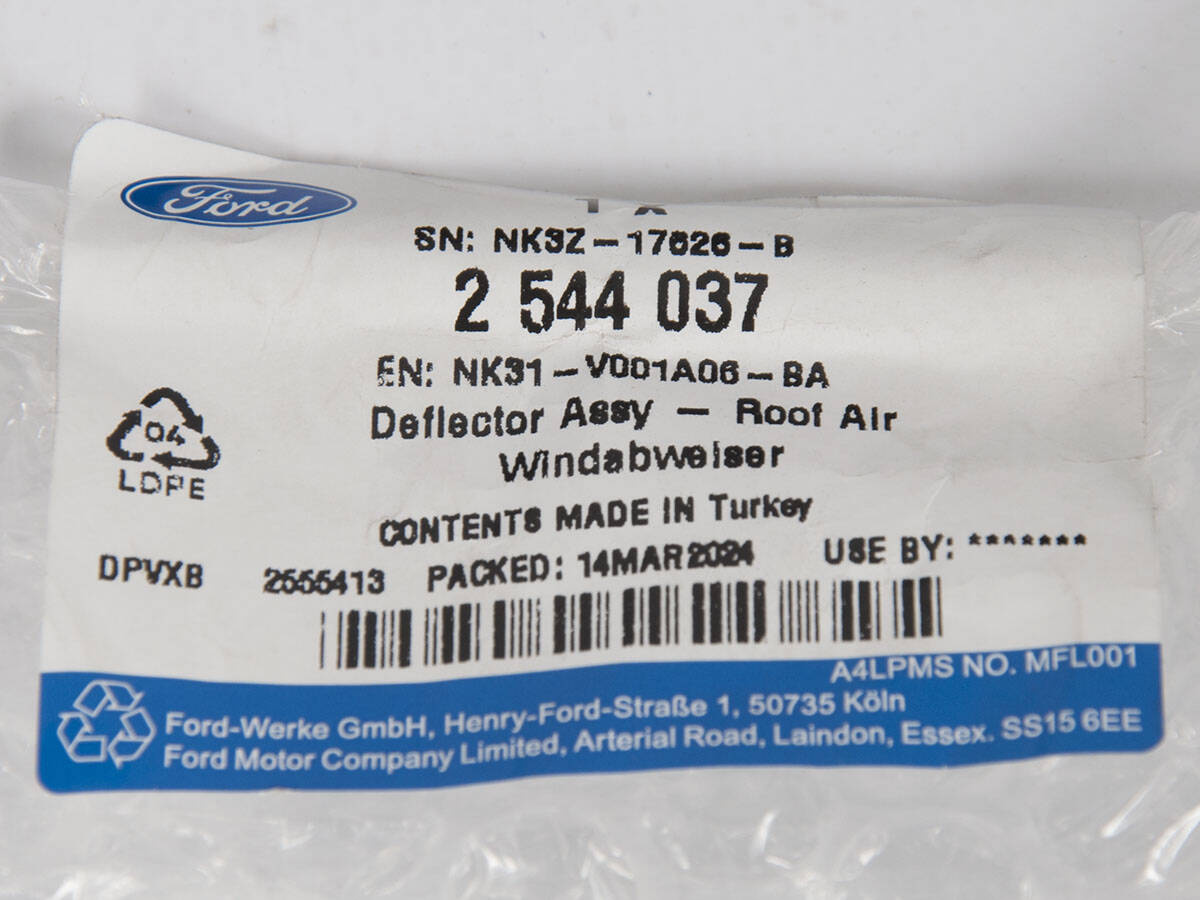 Ford
1 X
SN: NK3Z-17626-B
2 544 037
EN: NK31-V001A06-BA
Deflector Assy - Roof Air
Windabweiser
04
LDPE
CONTENTS MADE IN Turkey
DPVXB 2555413 PACKED: 14MAR2024 USE BY: *******
A4LPMS NO. MFL001
Ford-Werke GmbH, Henry-Ford-Straße 1, 50735 Köln
Ford Motor Company Limited, Arterial Road, Laindon, Essex. SS15 6EE